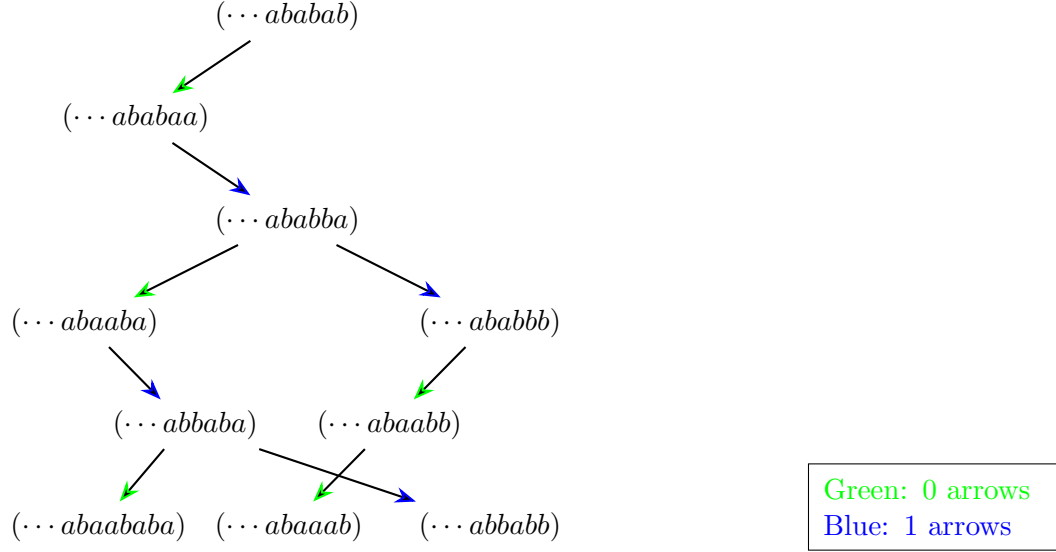 (⋯ ababab)
(⋯ ababaa)
(⋯ ababba)
(⋯ abaaba) (⋯ ababbb)
(⋯ abbaba) (⋯ abaabb)
(⋯ abaababa) (⋯ abaaab) (⋯ abbabb)
Green: 0 arrows
Blue: 1 arrows